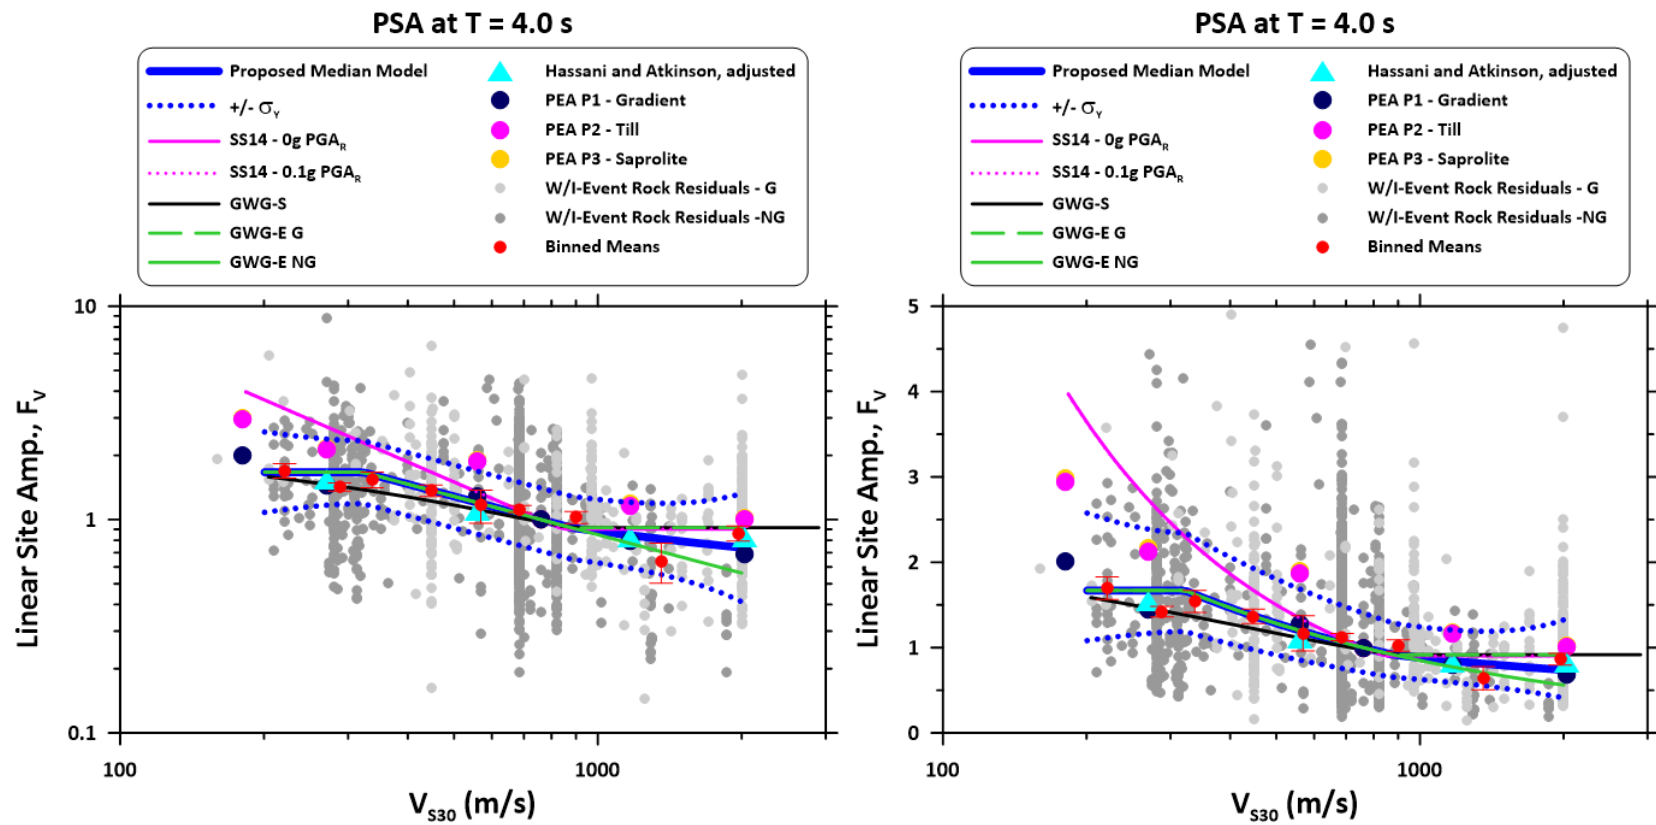 PSA at T = 4.0 s
Proposed Median Model
+/- σY
SS14 - 0g PGAR
SS14 - 0.1g PGAR
GWG-S
GWG-E G
GWG-E NG
Hassani and Atkinson, adjusted
PEA P1 - Gradient
PEA P2 - Till
PEA P3 - Saprolite
W/I-Event Rock Residuals - G
W/I-Event Rock Residuals -NG
Binned Means
10
1
0.1
100
1000
Linear Site Amp., FV
VS30 (m/s)
PSA at T = 4.0 s
Proposed Median Model
+/- σY
SS14 - 0g PGAR
SS14 - 0.1g PGAR
GWG-S
GWG-E G
GWG-E NG
Hassani and Atkinson, adjusted
PEA P1 - Gradient
PEA P2 - Till
PEA P3 - Saprolite
W/I-Event Rock Residuals - G
W/I-Event Rock Residuals -NG
Binned Means
5
4
3
2
1
0
100
1000
Linear Site Amp., FV
VS30 (m/s)